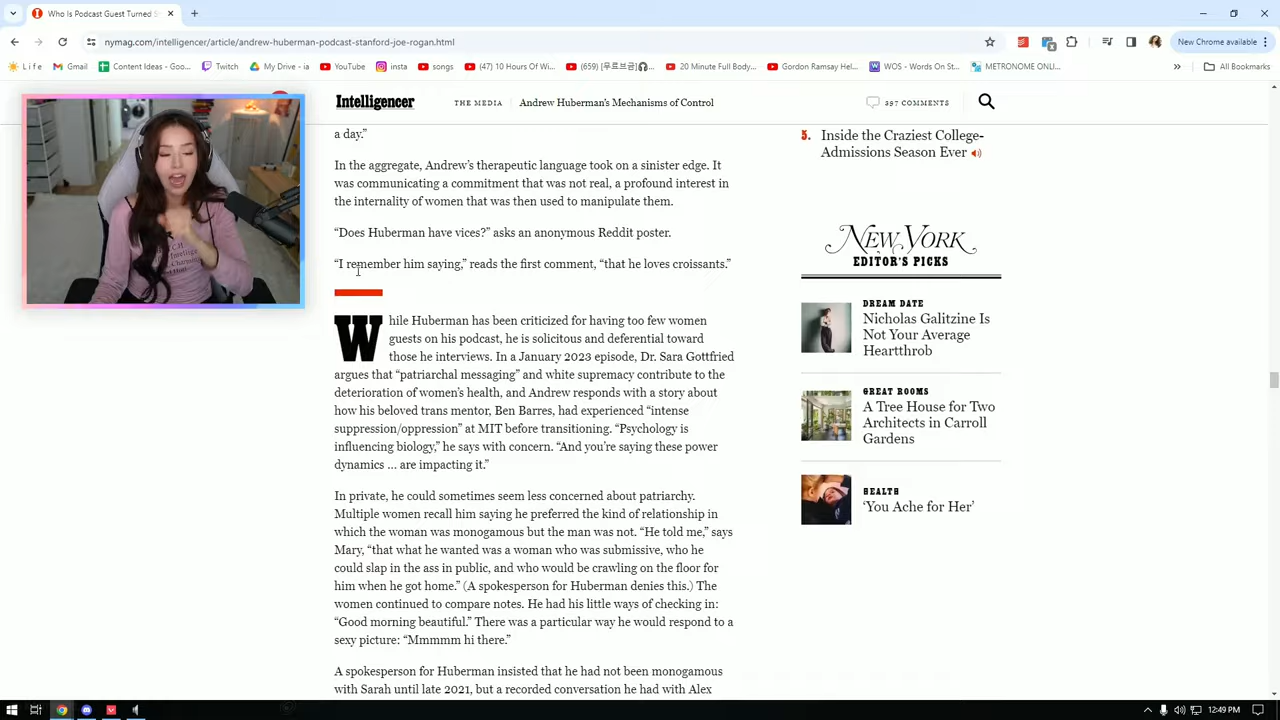 Who Is Podcast Guest Turned S
nymag.com/intelligencer/article/andrew-huberman-podcast-stanford-joe-rogan.html
New Chrome available
L i f e
Gmail
Content Ideas - Goo...
Twitch
My Drive - ia
YouTube
insta
songs
(47) 10 Hours Of Wi...
20 Minute Full Body...
Gordon Ramsay Hel...
WOS - Words On St...
METRONOME ONLI...
All Bookmarks
Intelligencer
THE MEDIA
Andrew Huberman's Mechanisms of Control
297 COMMENTS
a day.”
In the aggregate, Andrew’s therapeutic language took on a sinister edge. It
was communicating a commitment that was not real, a profound interest in
the internality of women that was then used to manipulate them.
“Does Huberman have vices?” asks an anonymous Reddit poster.
“I remember him saying,” reads the first comment, “that he loves croissants.”
While Huberman has been criticized for having too few women
guests on his podcast, he is solicitous and deferential toward
those he interviews. In a January 2023 episode, Dr. Sara Gottfried
argues that “patriarchal messaging” and white supremacy contribute to the
deterioration of women’s health, and Andrew responds with a story about
how his beloved trans mentor, Ben Barres, had experienced “intense
suppression/oppression” at MIT before transitioning. “Psychology is
influencing biology,” he says with concern. “And you’re saying these power
dynamics … are impacting it.”
In private, he could sometimes seem less concerned about patriarchy.
Multiple women recall him saying he preferred the kind of relationship in
which the woman was monogamous but the man was not. “He told me,” says
Mary, “that what he wanted was a woman who was submissive, who he
could slap in the ass in public, and who would be crawling on the floor for
him when he got home.” (A spokesperson for Huberman denies this.) The
women continued to compare notes. He had his little ways of checking in:
“Good morning beautiful.” There was a particular way he would respond to a
sexy picture: “Mmmmm hi there.”
A spokesperson for Huberman insisted that he had not been monogamous
with Sarah until late 2021, but a recorded conversation he had with Alex
5. Inside the Craziest College-
Admissions Season Ever
NEW YORK
EDITOR'S PICKS
DREAM DATE
Nicholas Galitzine Is
Not Your Average
Heartthrob
GREAT ROOMS
A Tree House for Two
Architects in Carroll
Gardens
HEALTH
‘You Ache for Her’
12:49 PM